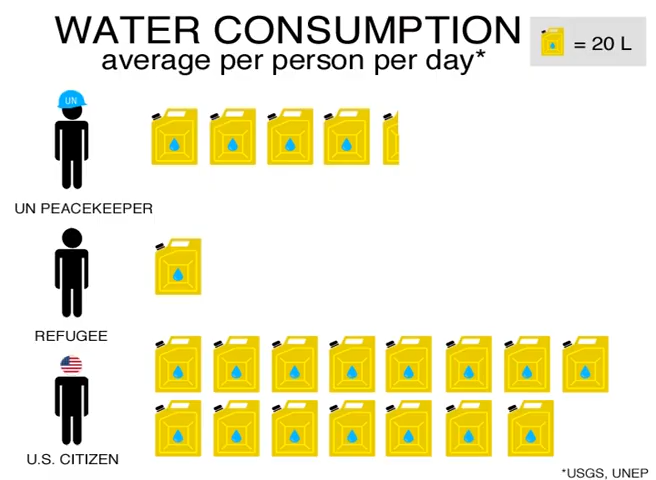 WATER CONSUMPTION
average per person per day*
= 20 L
UN
UN PEACEKEEPER
REFUGEE
U.S. CITIZEN
*USGS, UNEP